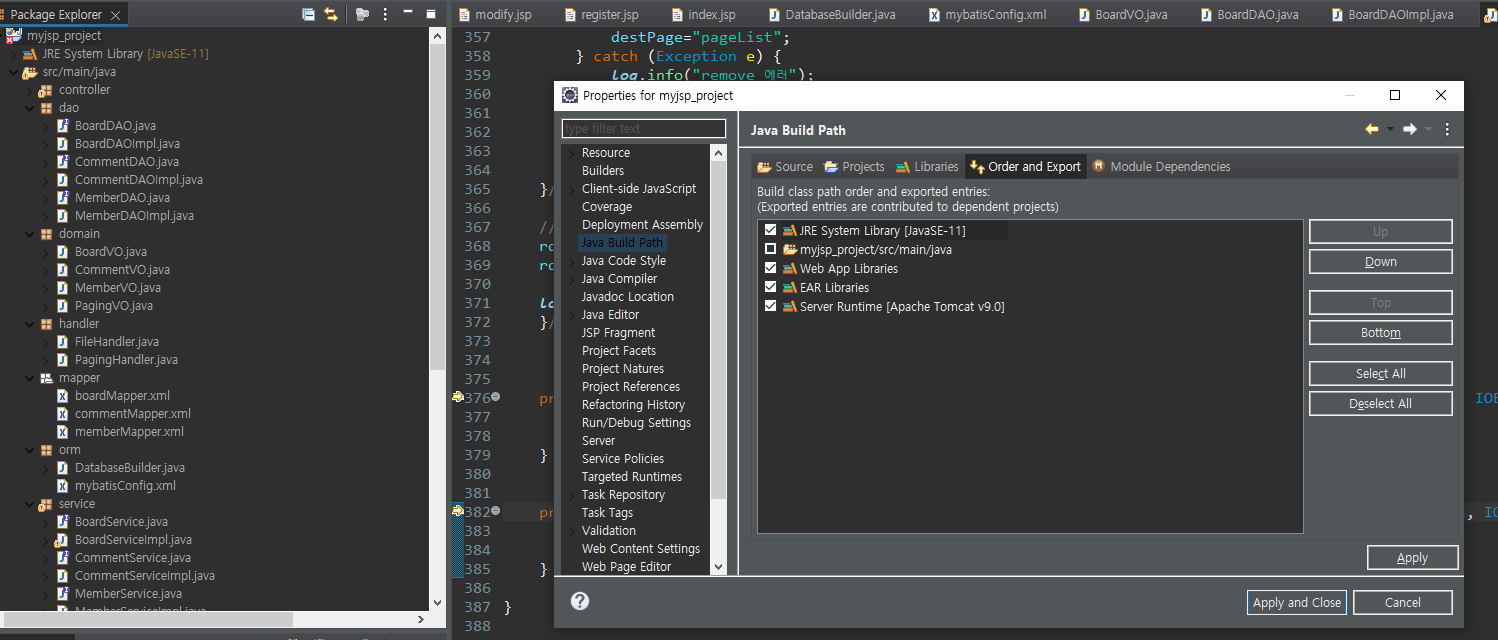 Package Explorer
myjsp_project
JRE System Library [JavaSE-11]
src/main/java
controller
dao
BoardDAO.java
BoardDAOImpl.java
CommentDAO.java
CommentDAOImpl.java
MemberDAO.java
MemberDAOImpl.java
domain
BoardVO.java
CommentVO.java
MemberVO.java
PagingVO.java
handler
FileHandler.java
PagingHandler.java
mapper
boardMapper.xml
commentMapper.xml
memberMapper.xml
orm
DatabaseBuilder.java
mybatisConfig.xml
service
BoardService.java
BoardServiceImpl.java
CommentService.java
CommentServiceImpl.java
MemberService.java
MemberServiceImpl.java
modify.jsp register.jsp index.jsp DatabaseBuilder.java mybatisConfig.xml BoardVO.java BoardDAO.java BoardDAOImpl.java
357 destPage="pageList";
358 } catch (Exception e) {
359 log.info("remove 에러");
360
361
362
363
364
365 }/
366
367 //
368
369
370
371
372 }/
373
374
375
376 pr
377
378
379 }
380
381
382 pr
383
384
385 }
386
387 }
388
Properties for myjsp_project
type filter text
Resource
Builders
Client-side JavaScript
Coverage
Deployment Assembly
Java Build Path
Java Code Style
Java Compiler
Javadoc Location
Java Editor
JSP Fragment
Project Facets
Project Natures
Project References
Refactoring History
Run/Debug Settings
Server
Service Policies
Targeted Runtimes
Task Repository
Task Tags
Validation
Web Content Settings
Web Page Editor
Java Build Path
Source Projects Libraries Order and Export Module Dependencies
Build class path order and exported entries:
(Exported entries are contributed to dependent projects)
JRE System Library [JavaSE-11]
myjsp_project/src/main/java
Web App Libraries
EAR Libraries
Server Runtime [Apache Tomcat v9.0]
Up
Down
Top
Bottom
Select All
Deselect All
Apply
Apply and Close
Cancel